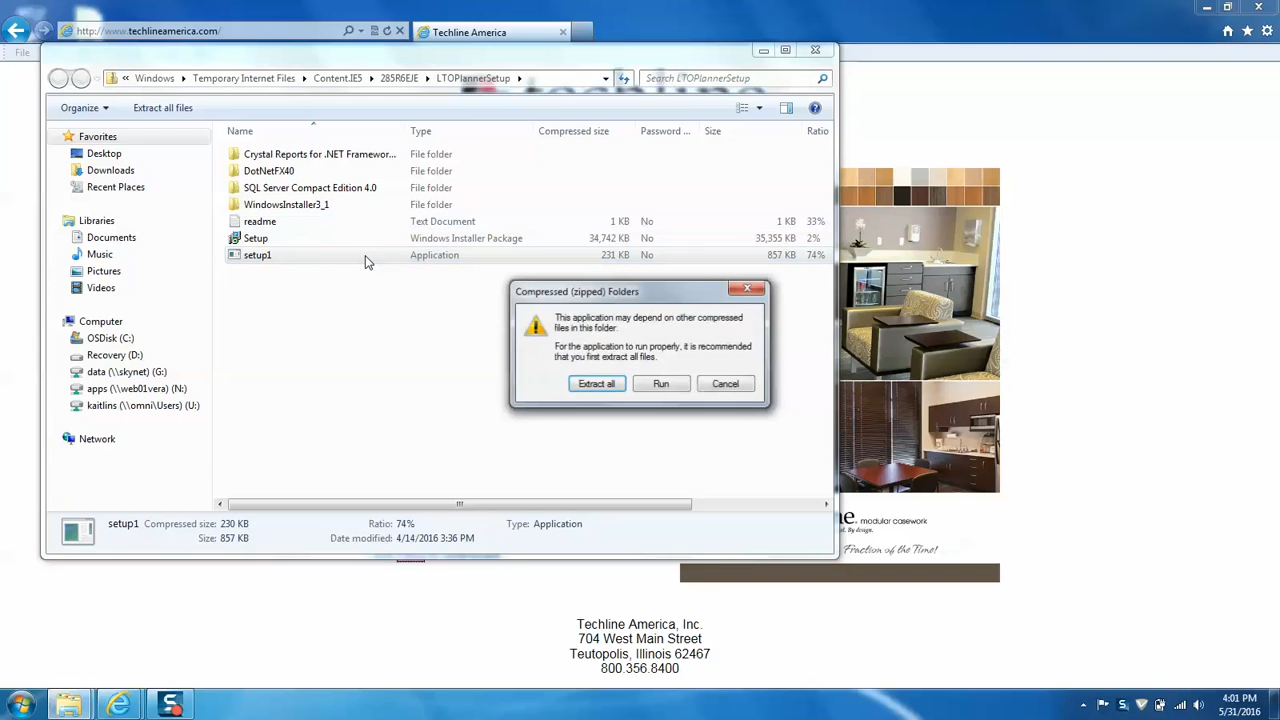 http://www.techlineamerica.com/
Techline America
File
Windows
Temporary Internet Files
Content.IE5
285R6EJE
LTOPlannerSetup
Search LTOPlannerSetup
Organize
Extract all files
Favorites
Desktop
Downloads
Recent Places
Libraries
Documents
Music
Pictures
Videos
Computer
OSDisk (C:)
Recovery (D:)
data (\\skynet) (G:)
apps (\\web01vera) (N:)
kaitlins (\\omni\Users) (U:)
Network
Name Type Compressed size Password ... Size Ratio
Crystal Reports for .NET Framewor... File folder
DotNetFX40 File folder
SQL Server Compact Edition 4.0 File folder
WindowsInstaller3_1 File folder
readme Text Document 1 KB No 1 KB 33%
Setup Windows Installer Package 34,742 KB No 35,355 KB 2%
setup1 Application 231 KB No 857 KB 74%
Compressed (zipped) Folders
This application may depend on other compressed
files in this folder.
For the application to run properly, it is recommended
that you first extract all files.
Extract all Run Cancel
setup1 Compressed size: 230 KB Ratio: 74% Type: Application
Size: 857 KB Date modified: 4/14/2016 3:36 PM
modular casework
By design.
Fraction of the Time!
Techline America, Inc.
704 West Main Street
Teutopolis, Illinois 62467
800.356.8400
4:01 PM
5/31/2016